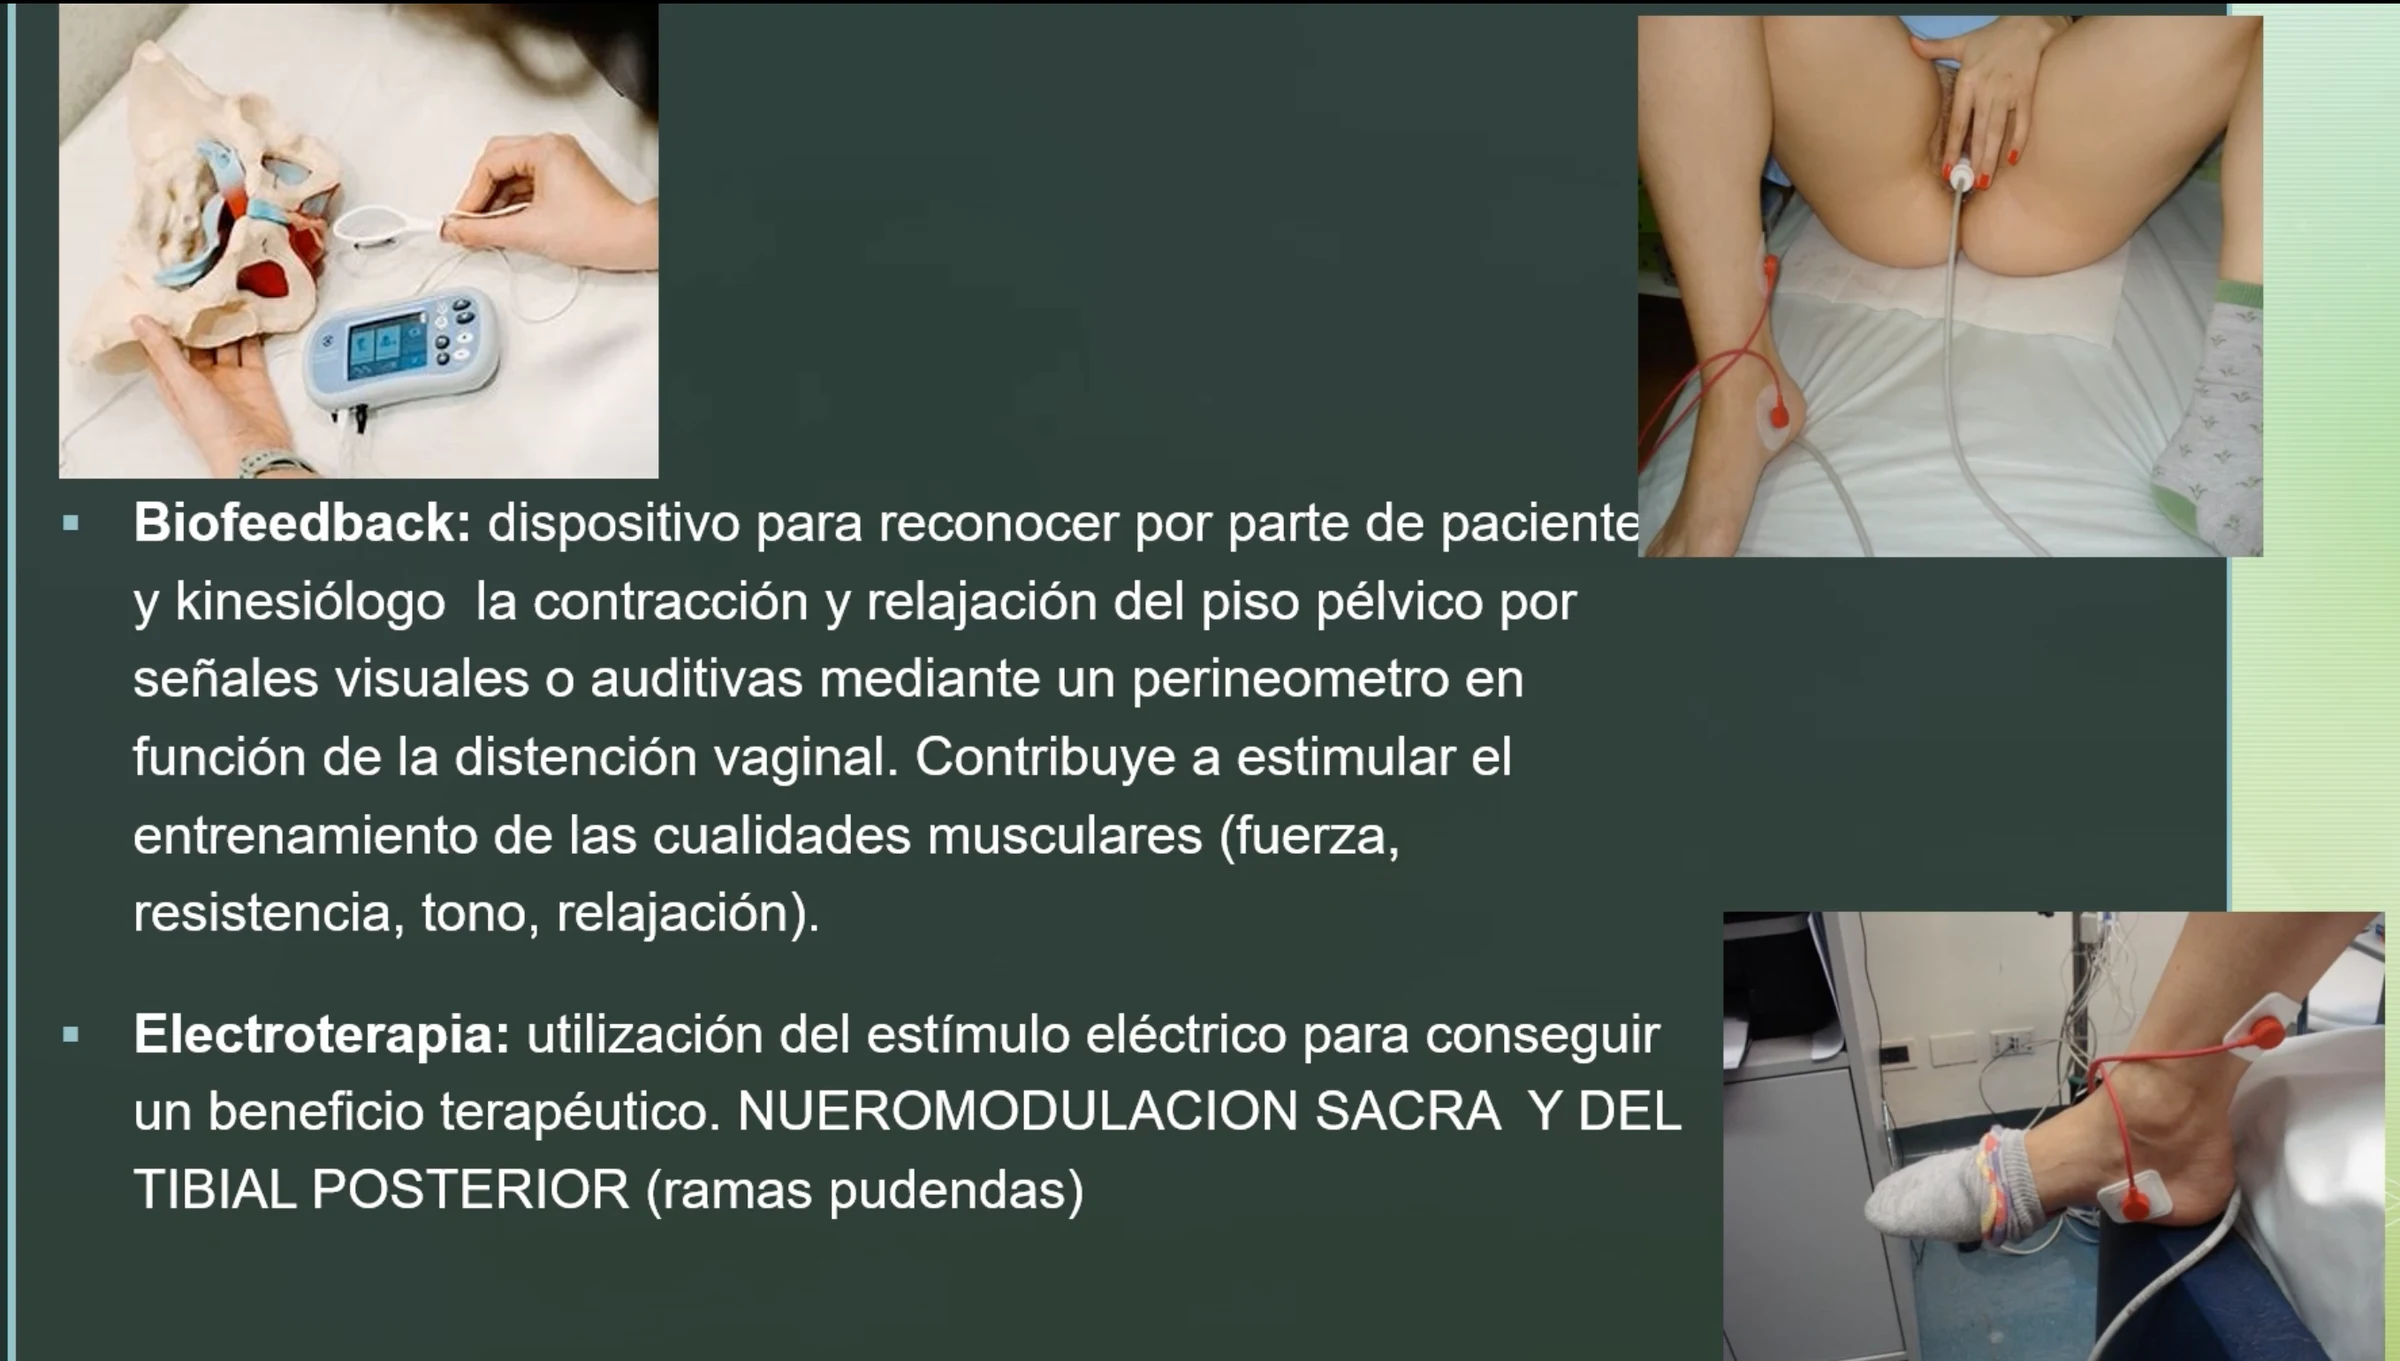 Biofeedback: dispositivo para reconocer por parte de paciente
y kinesiólogo la contracción y relajación del piso pélvico por
señales visuales o auditivas mediante un perineometro en
función de la distención vaginal. Contribuye a estimular el
entrenamiento de las cualidades musculares (fuerza,
resistencia, tono, relajación).
Electroterapia: utilización del estímulo eléctrico para conseguir
un beneficio terapéutico. NUEROMODULACION SACRA Y DEL
TIBIAL POSTERIOR (ramas pudendas)